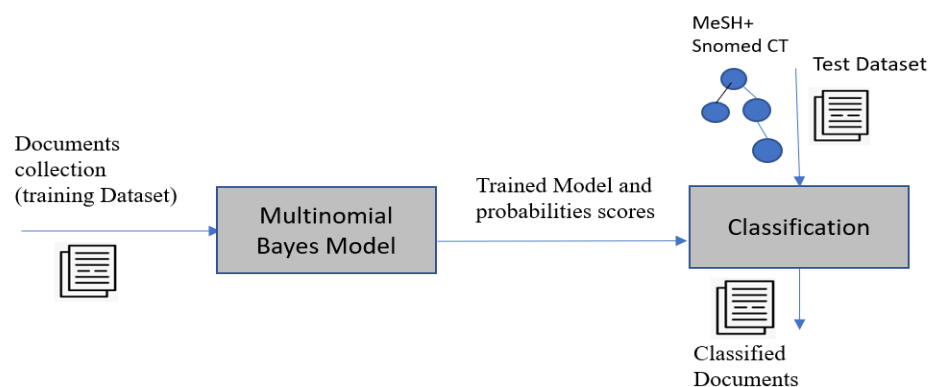 MeSH+
Snomed CT
Test Dataset
Documents
collection
(training Dataset)
Multinomial
Bayes Model
Trained Model and
probabilities scores
Classification
Classified
Documents